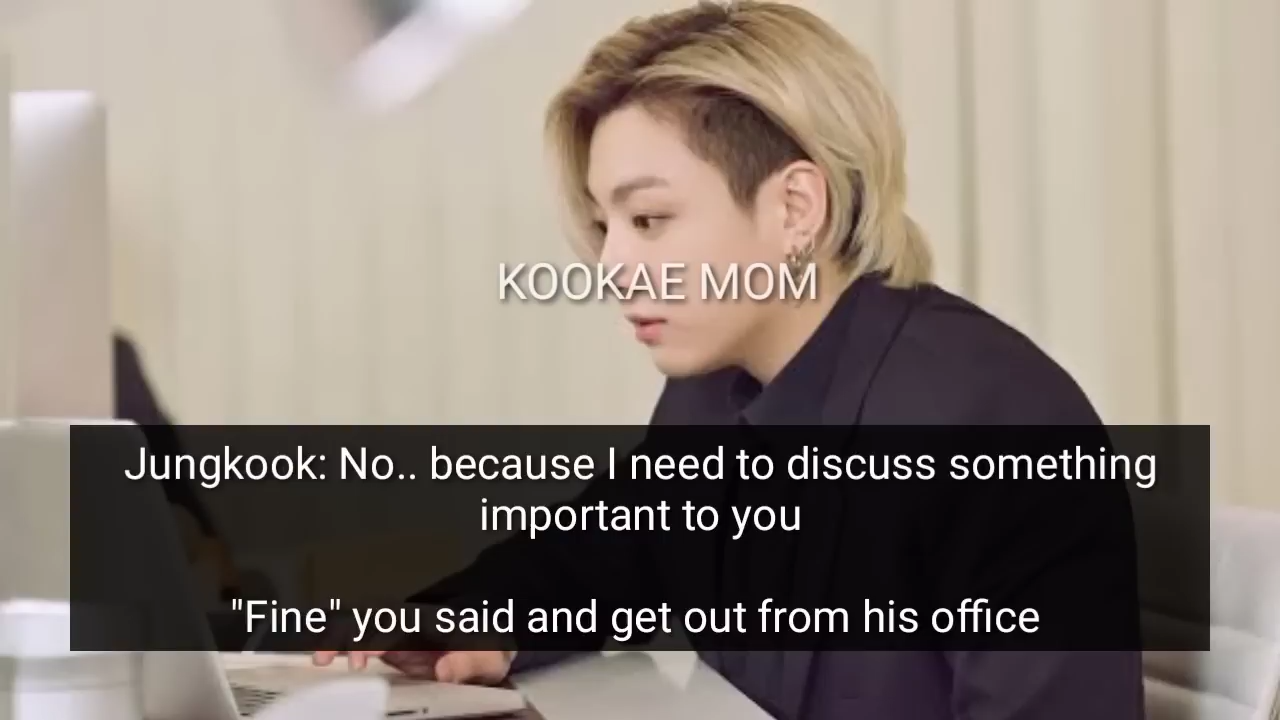 KOOKAE MOM
Jungkook: No.. because I need to discuss something
important to you
"Fine" you said and get out from his office